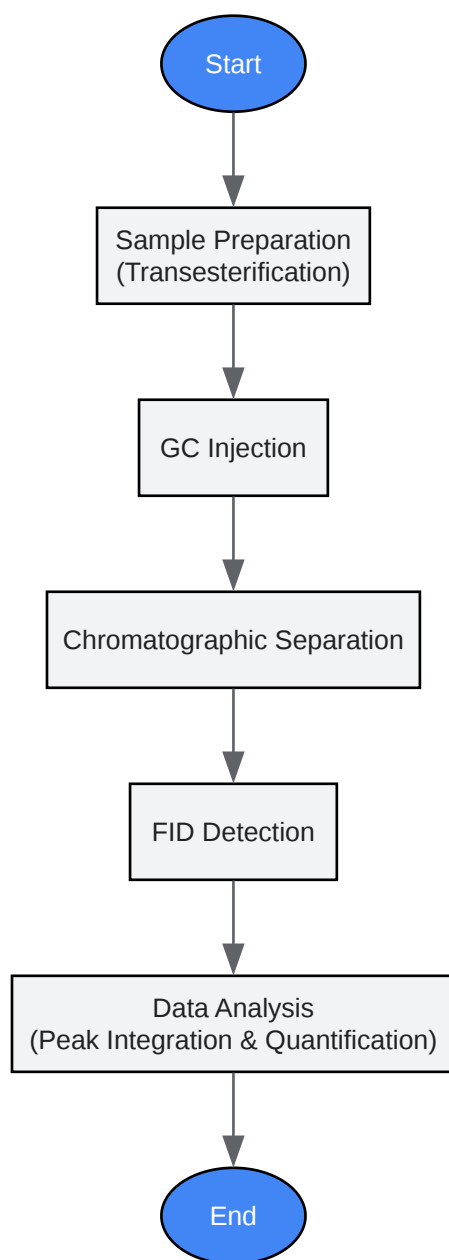 Start
Sample Preparation
(Transesterification)
GC Injection
Chromatographic Separation
FID Detection
Data Analysis
(Peak Integration & Quantification)
End